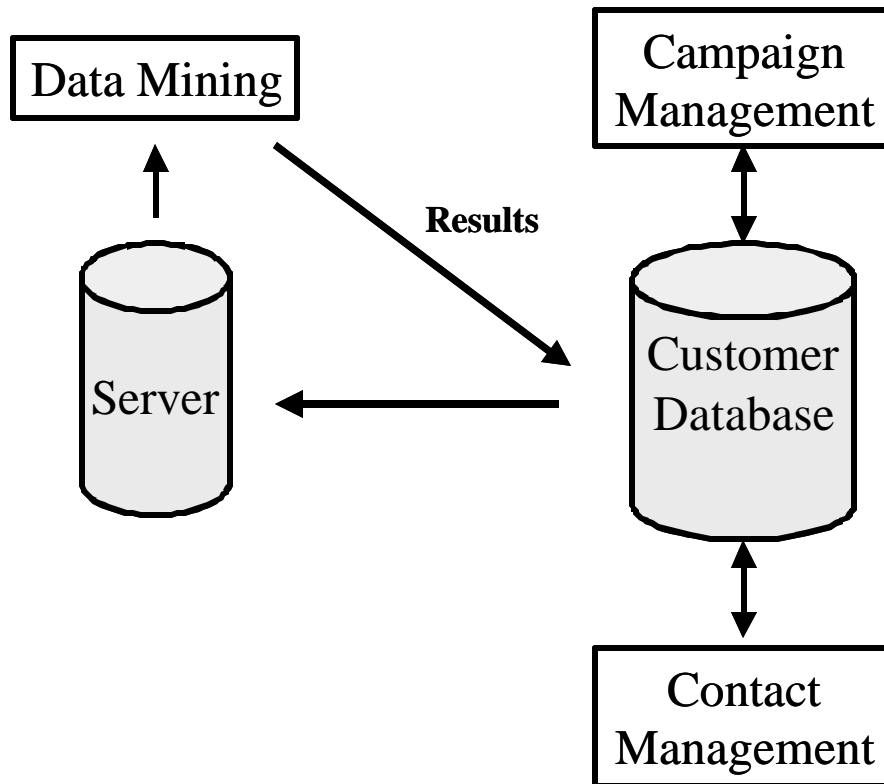 Data Mining
Campaign
Management
Results
Server
Customer
Database
Contact
Management